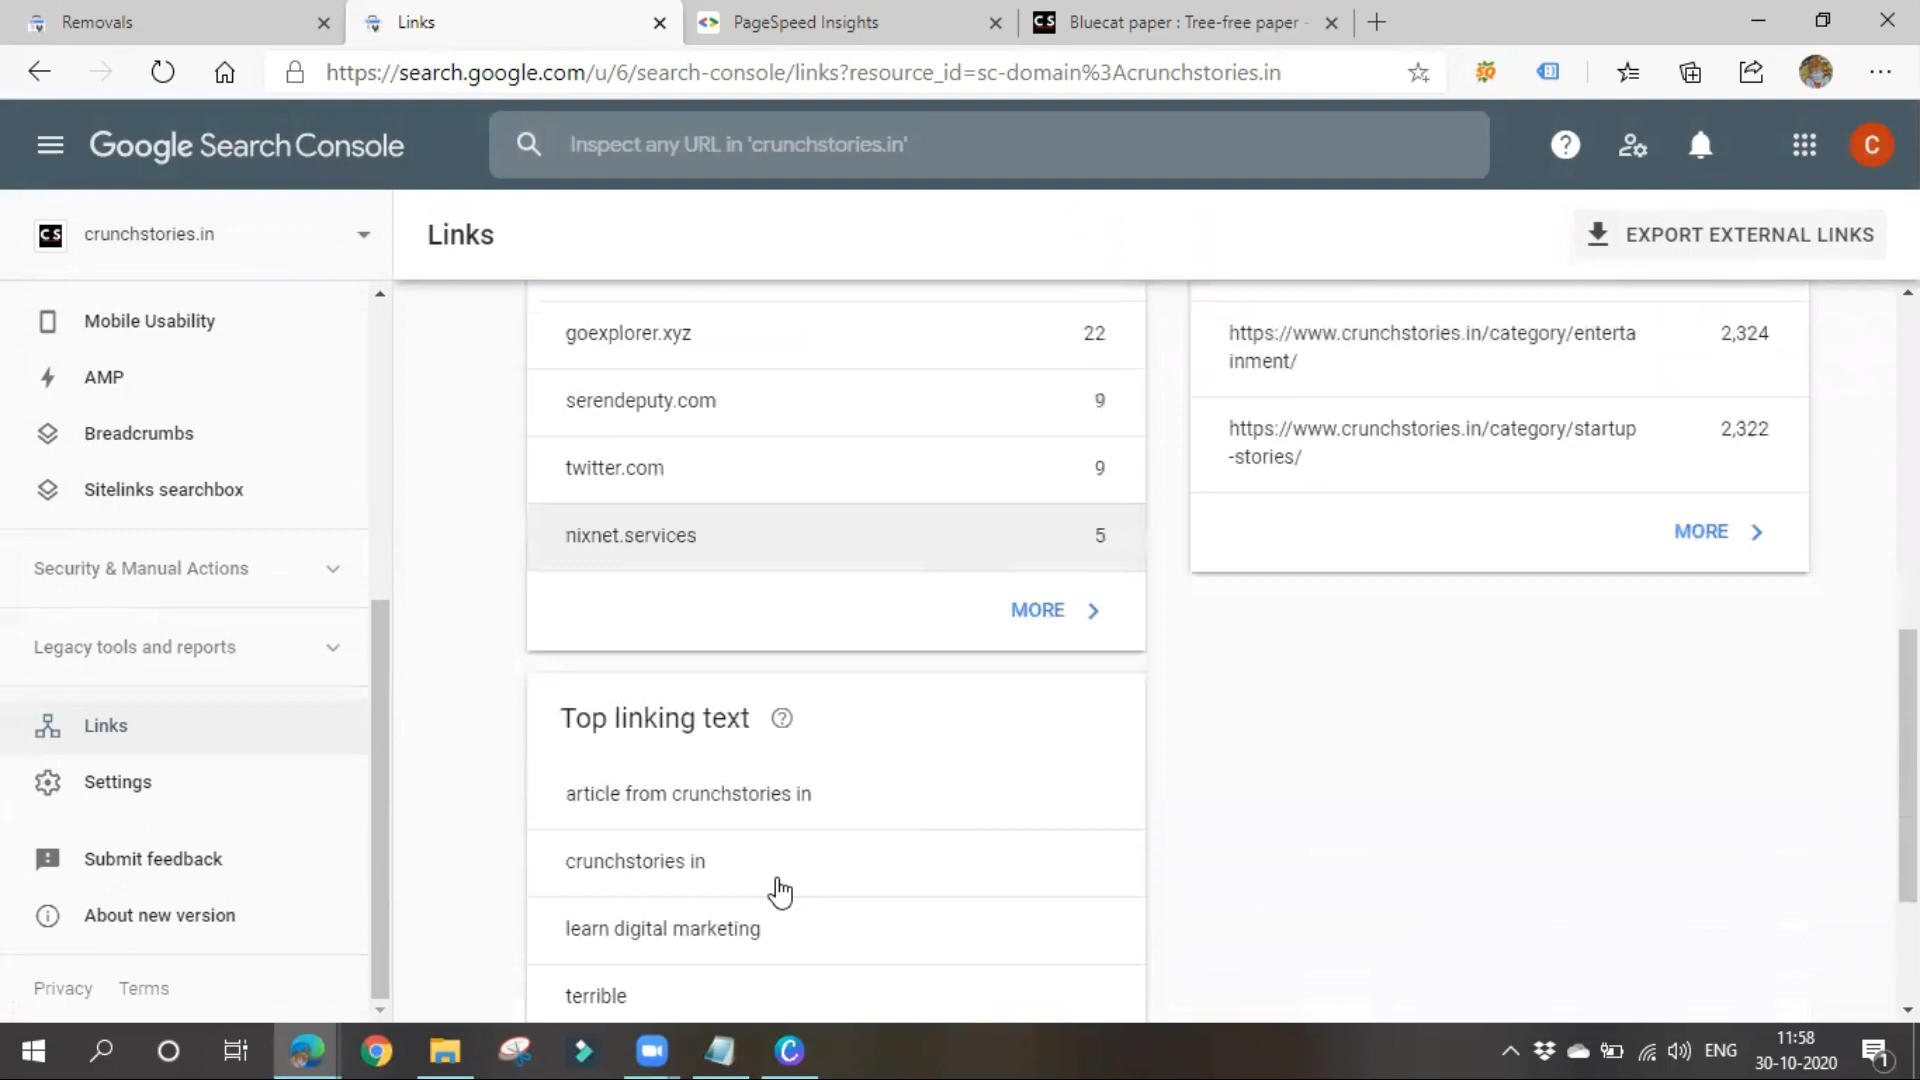 Removals
Links
PageSpeed Insights
CS
Bluecat paper : Tree-free paper -
https://search.google.com/u/6/search-console/links?resource_id=sc-domain%3Acrunchstories.in
Google Search Console
Inspect any URL in 'crunchstories.in'
C
CS
crunchstories.in
Links
EXPORT EXTERNAL LINKS
Mobile Usability
AMP
Breadcrumbs
Sitelinks searchbox
Security & Manual Actions
Legacy tools and reports
Links
Settings
Submit feedback
About new version
Privacy Terms
goexplorer.xyz 22
serendeputy.com 9
twitter.com 9
nixnet.services 5
MORE
https://www.crunchstories.in/category/enterta
inment/ 2,324
https://www.crunchstories.in/category/startup
-stories/ 2,322
MORE
Top linking text
article from crunchstories in
crunchstories in
learn digital marketing
terrible
ENG
11:58
30-10-2020
1